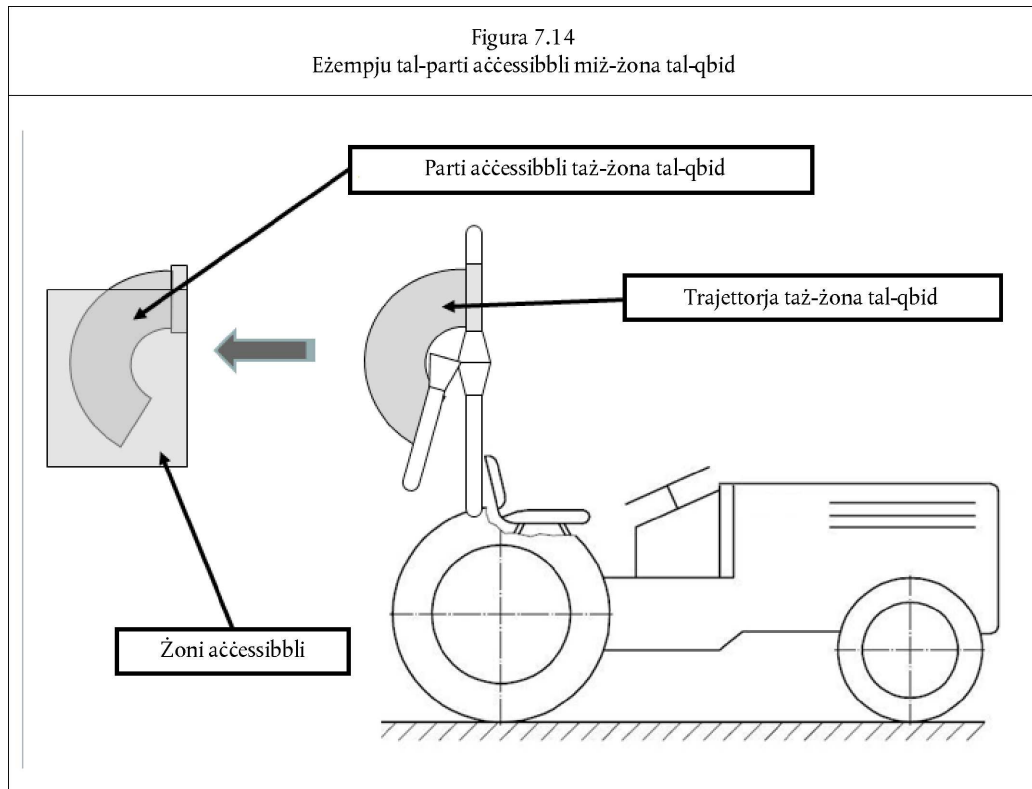 Figura 7.14
Eżempju tal-parti aċċessibbli miż-żona tal-qbid
Parti aċċessibbli taż-żona tal-qbid
Trajettorja taż-żona tal-qbid
Żoni aċċessibbli